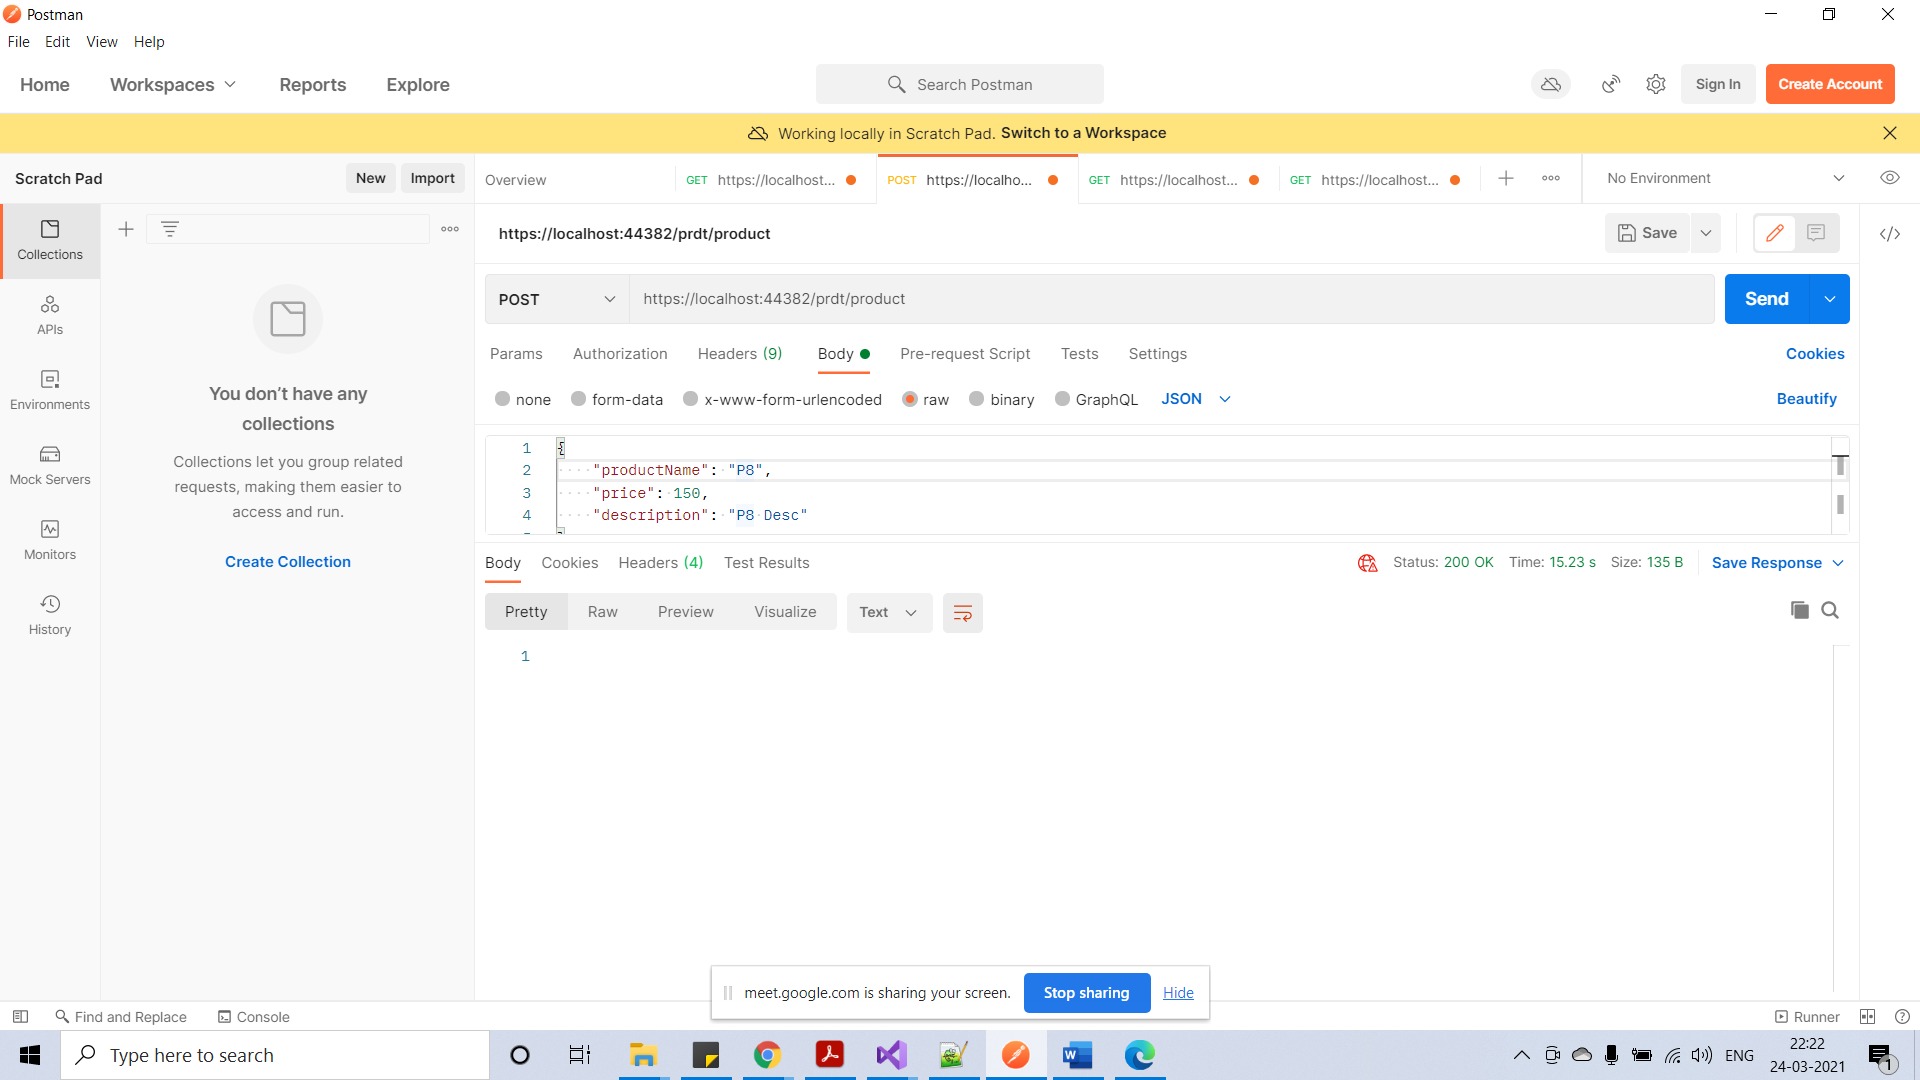 Postman
File Edit View Help
Home Workspaces Reports Explore Search Postman Sign In Create Account
Working locally in Scratch Pad. Switch to a Workspace
Scratch Pad New Import Overview GET https://localhost... POST https://localho... GET https://localhost... GET https://localhost... No Environment
Collections
APIs
Environments
Mock Servers
Monitors
History
You don’t have any
collections
Collections let you group related
requests, making them easier to
access and run.
Create Collection
https://localhost:44382/prdt/product Save
POST https://localhost:44382/prdt/product Send
Params Authorization Headers (9) Body Pre-request Script Tests Settings Cookies
none form-data x-www-form-urlencoded raw binary GraphQL JSON Beautify
1 {
2 "productName": "P8",
3 "price": 150,
4 "description": "P8 Desc"
Body Cookies Headers (4) Test Results Status: 200 OK Time: 15.23 s Size: 135 B Save Response
Pretty Raw Preview Visualize Text
1
meet.google.com is sharing your screen. Stop sharing Hide
Find and Replace Console Runner
Type here to search ENG 22:22
24-03-2021 1